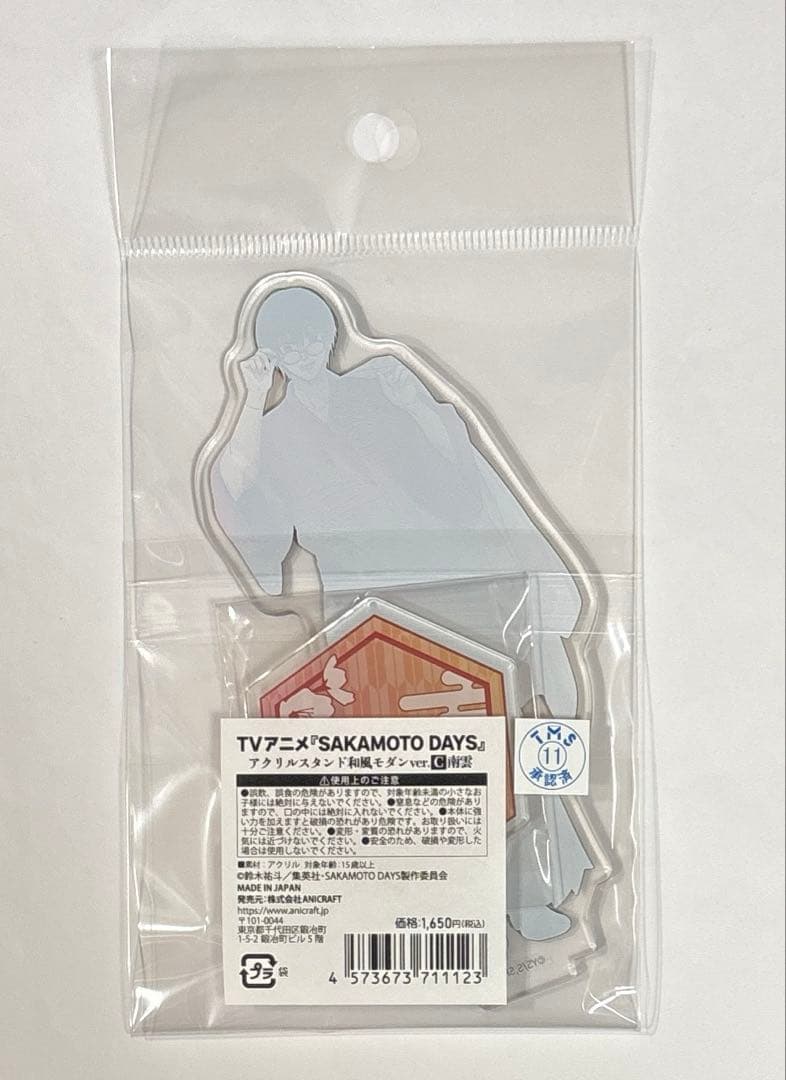 TVアニメ『SAKAMOTO DAYS』
アクリルスタンド和風モダンver.C南雲
⚠使用上のご注意
●誤飲、誤食の危険がありますので、対象年齢未満の小さなお
子様には絶対に与えないでください。●窒息などの危険があり
ますので、口の中には絶対に入れないでください。●本体に強
い力を加えますと破損の恐れがあり危険です。お取り扱いには
十分ご注意ください。●変形・変質の恐れがありますので、火
気には近づけないでください。●安全のため、破損や変形した
場合は使用しないでください。
■素材:アクリル 対象年齢:15歳以上
©鈴木祐斗/集英社・SAKAMOTO DAYS製作委員会
MADE IN JAPAN
発売元:株式会社ANICRAFT
https://www.anicraft.jp
〒101-0044
東京都千代田区鍛冶町
1-5-2 鍛冶町ビル5階
価格:1,650円(税込)
プラ 袋
4 573673 711123
TMS
11
承認済